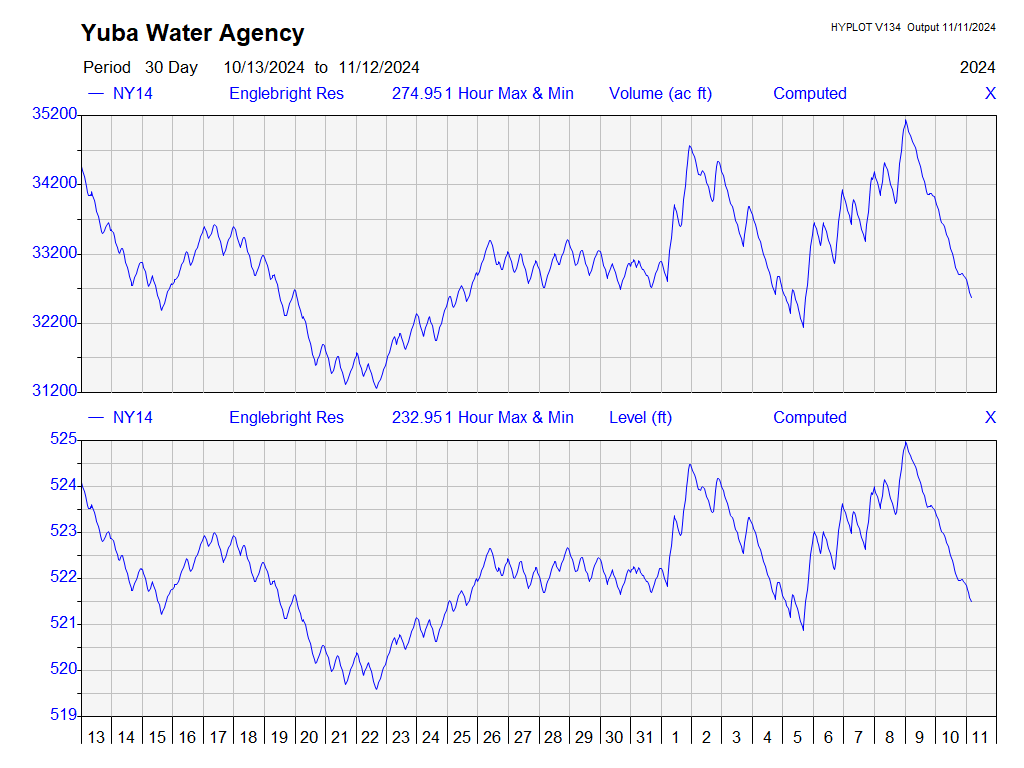 Yuba Water Agency
HYPLOT V134 Output 11/11/2024
Period 30 Day 10/13/2024 to 11/12/2024 2024
— NY14 Englebright Res 274.951 Hour Max & Min Volume (ac ft) Computed X
35200
34200
33200
32200
31200
— NY14 Englebright Res 232.951 Hour Max & Min Level (ft) Computed X
525
524
523
522
521
520
519
13 14 15 16 17 18 19 20 21 22 23 24 25 26 27 28 29 30 31 1 2 3 4 5 6 7 8 9 10 11